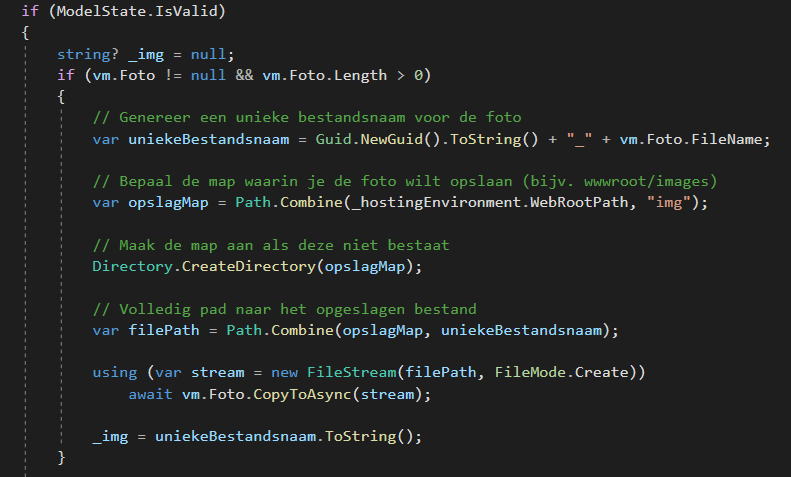 if (ModelState.IsValid)
{
string? _img = null;
if (vm.Foto != null && vm.Foto.Length > 0)
{
// Genereer een unieke bestandsnaam voor de foto
var uniekeBestandsnaam = Guid.NewGuid().ToString() + "_" + vm.Foto.FileName;
// Bepaal de map waarin je de foto wilt opslaan (bijv. wwwroot/images)
var opslagMap = Path.Combine(_hostingEnvironment.WebRootPath, "img");
// Maak de map aan als deze niet bestaat
Directory.CreateDirectory(opslagMap);
// Volledig pad naar het opgeslagen bestand
var filePath = Path.Combine(opslagMap, uniekeBestandsnaam);
using (var stream = new FileStream(filePath, FileMode.Create))
await vm.Foto.CopyToAsync(stream);
_img = uniekeBestandsnaam.ToString();
}